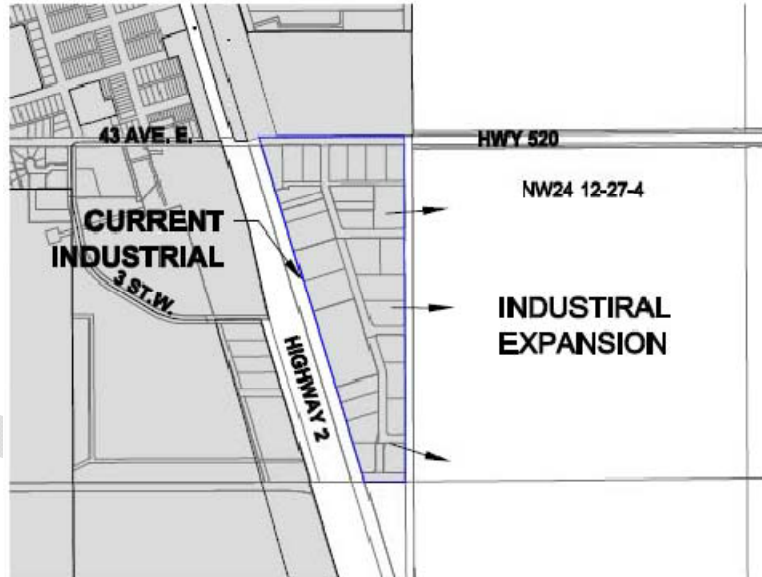 43 AVE. E.
HWY 520
NW24 12-27-4
CURRENT
INDUSTRIAL
3 ST.W.
INDUSTIRAL
EXPANSION
HIGHWAY 2